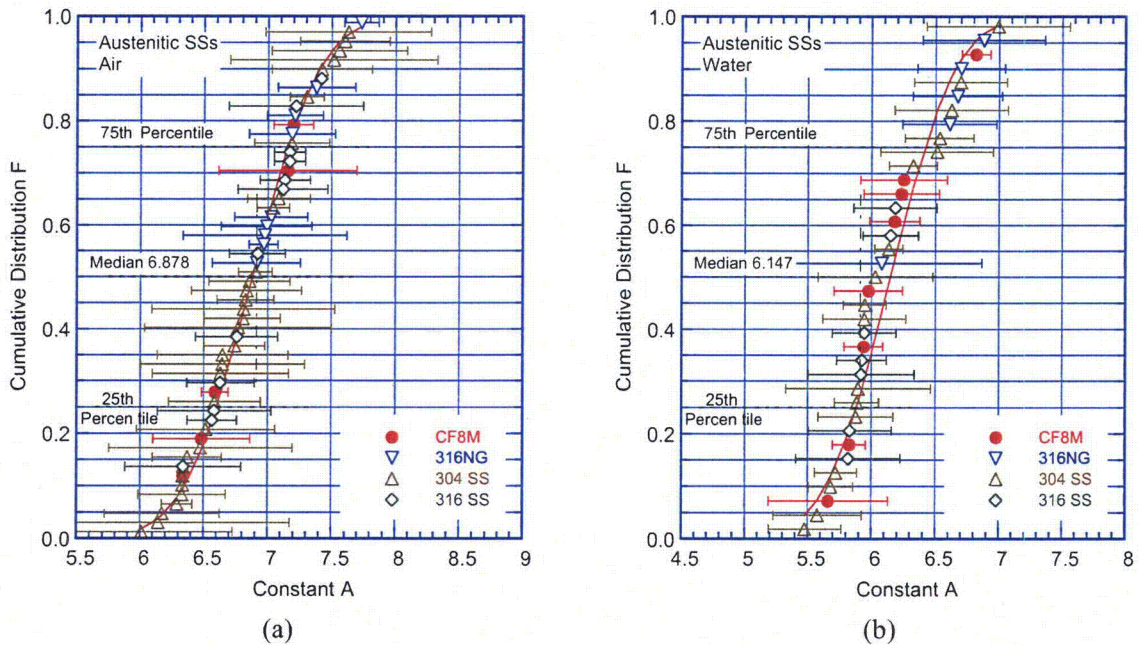 1.0
0.8
0.6
0.4
0.2
0.0
Cumulative Distribution F
Austenitic SSs
Air
75th Percentile
Median 6.878
25th
Percen tile
CF8M
316NG
304 SS
316 SS
5.5 6 6.5 7 7.5 8 8.5 9
Constant A
(a)
1.0
0.8
0.6
0.4
0.2
0.0
Cumulative Distribution F
Austenitic SSs
Water
75th Percentile
Median 6.147
25th
Percen tile
CF8M
316NG
304 SS
316 SS
4.5 5 5.5 6 6.5 7 7.5 8
Constant A
(b)